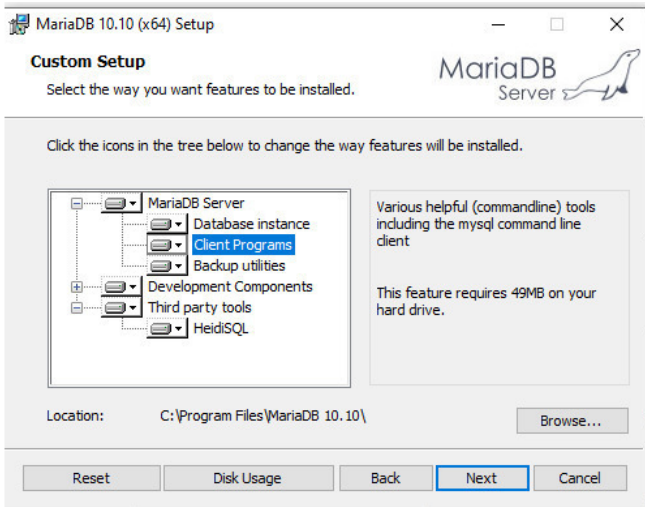 MariaDB 10.10 (x64) Setup
Custom Setup
Select the way you want features to be installed.
MariaDB
Server
Click the icons in the tree below to change the way features will be installed.
MariaDB Server
Database instance
Client Programs
Backup utilities
Development Components
Third party tools
HeidiSQL
Various helpful (commandline) tools
including the mysql command line
client
This feature requires 49MB on your
hard drive.
Location: C:\Program Files\MariaDB 10.10\
Browse...
Reset Disk Usage Back Next Cancel